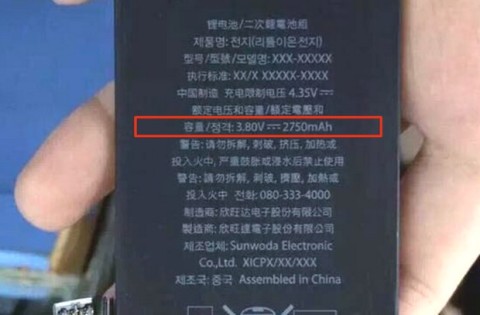 锂电池/二次鋰電池組
제품명: 전지(리튬이온전지)
型号/型號/모델명: XXX-XXXXX
执行标准: XX/X XXXXX-XXXX
中国制造 充电限制电压 4.35V⎓
额定电压和容量/額定電壓和
容量/정격: 3.80V⎓2750mAh
警告: 请勿拆解, 刺破, 挤压, 加热或
投入火中, 严重鼓胀或浸水后禁止使用
警告: 請勿拆解, 刺破, 擠壓, 加熱或
投入火中 전화: 080-333-4000
制造商: 欣旺达电子股份有限公司
製造商: 欣旺達電子股份有限公司
제조업체: Sunwoda Electronic
Co.,Ltd. XICPX/XX/XXX
제조국: 중국 Assembled in China